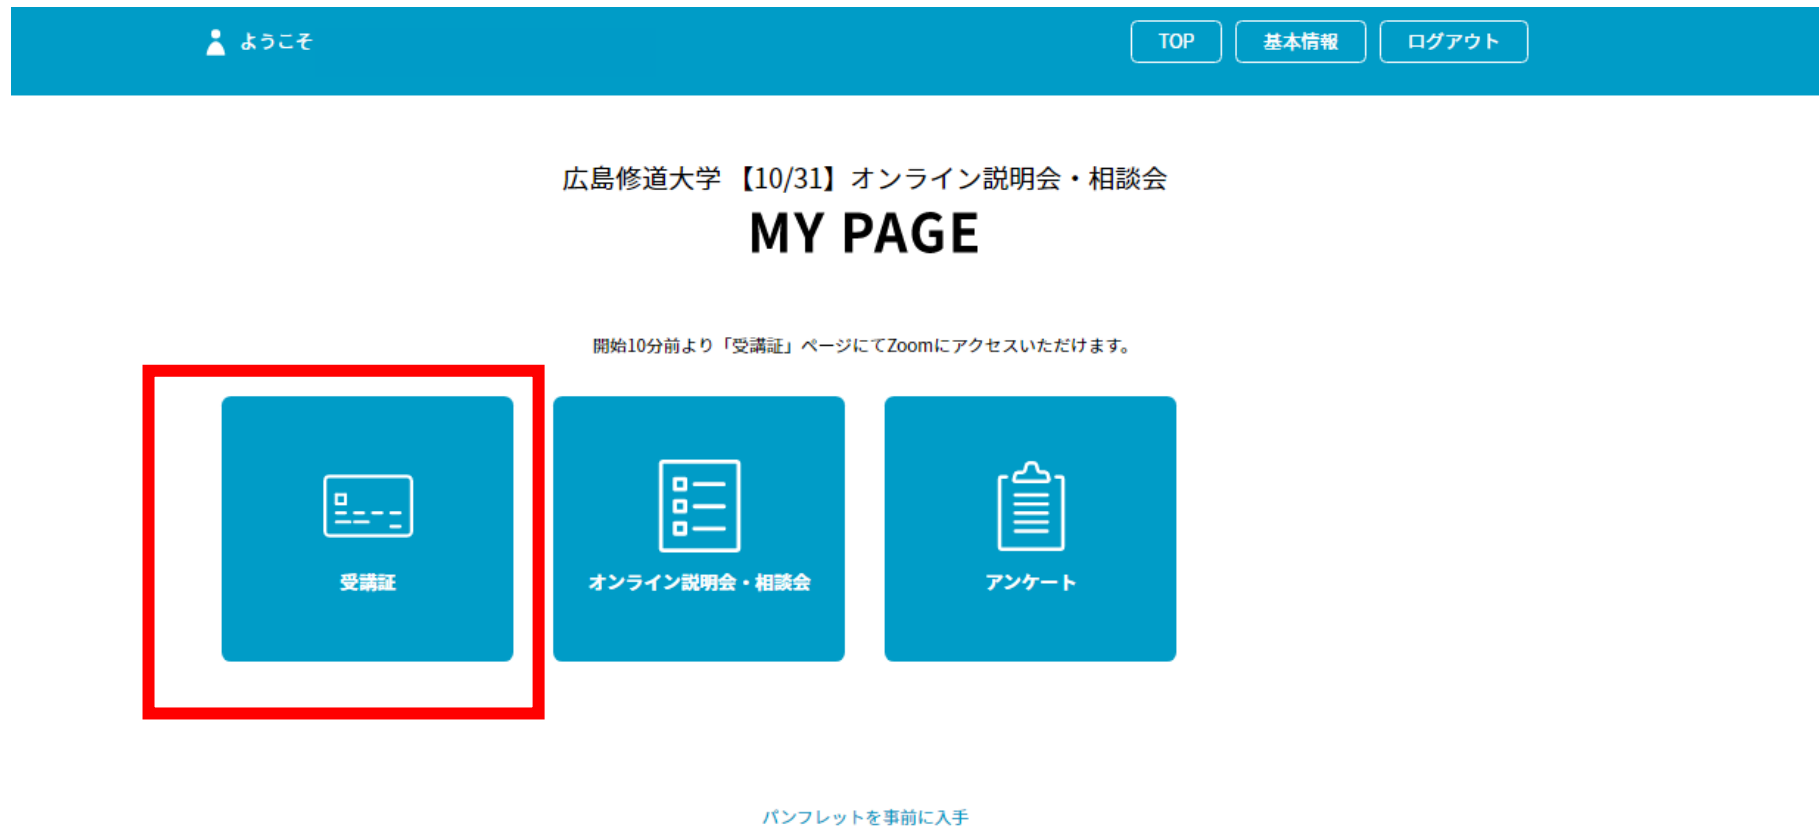 ようこそ
TOP
基本情報
ログアウト
広島修道大学 【10/31】オンライン説明会・相談会
MY PAGE
開始10分前より「受講証」ページにてZoomにアクセスいただけます。
受講証
オンライン説明会・相談会
アンケート
パンフレットを事前に入手